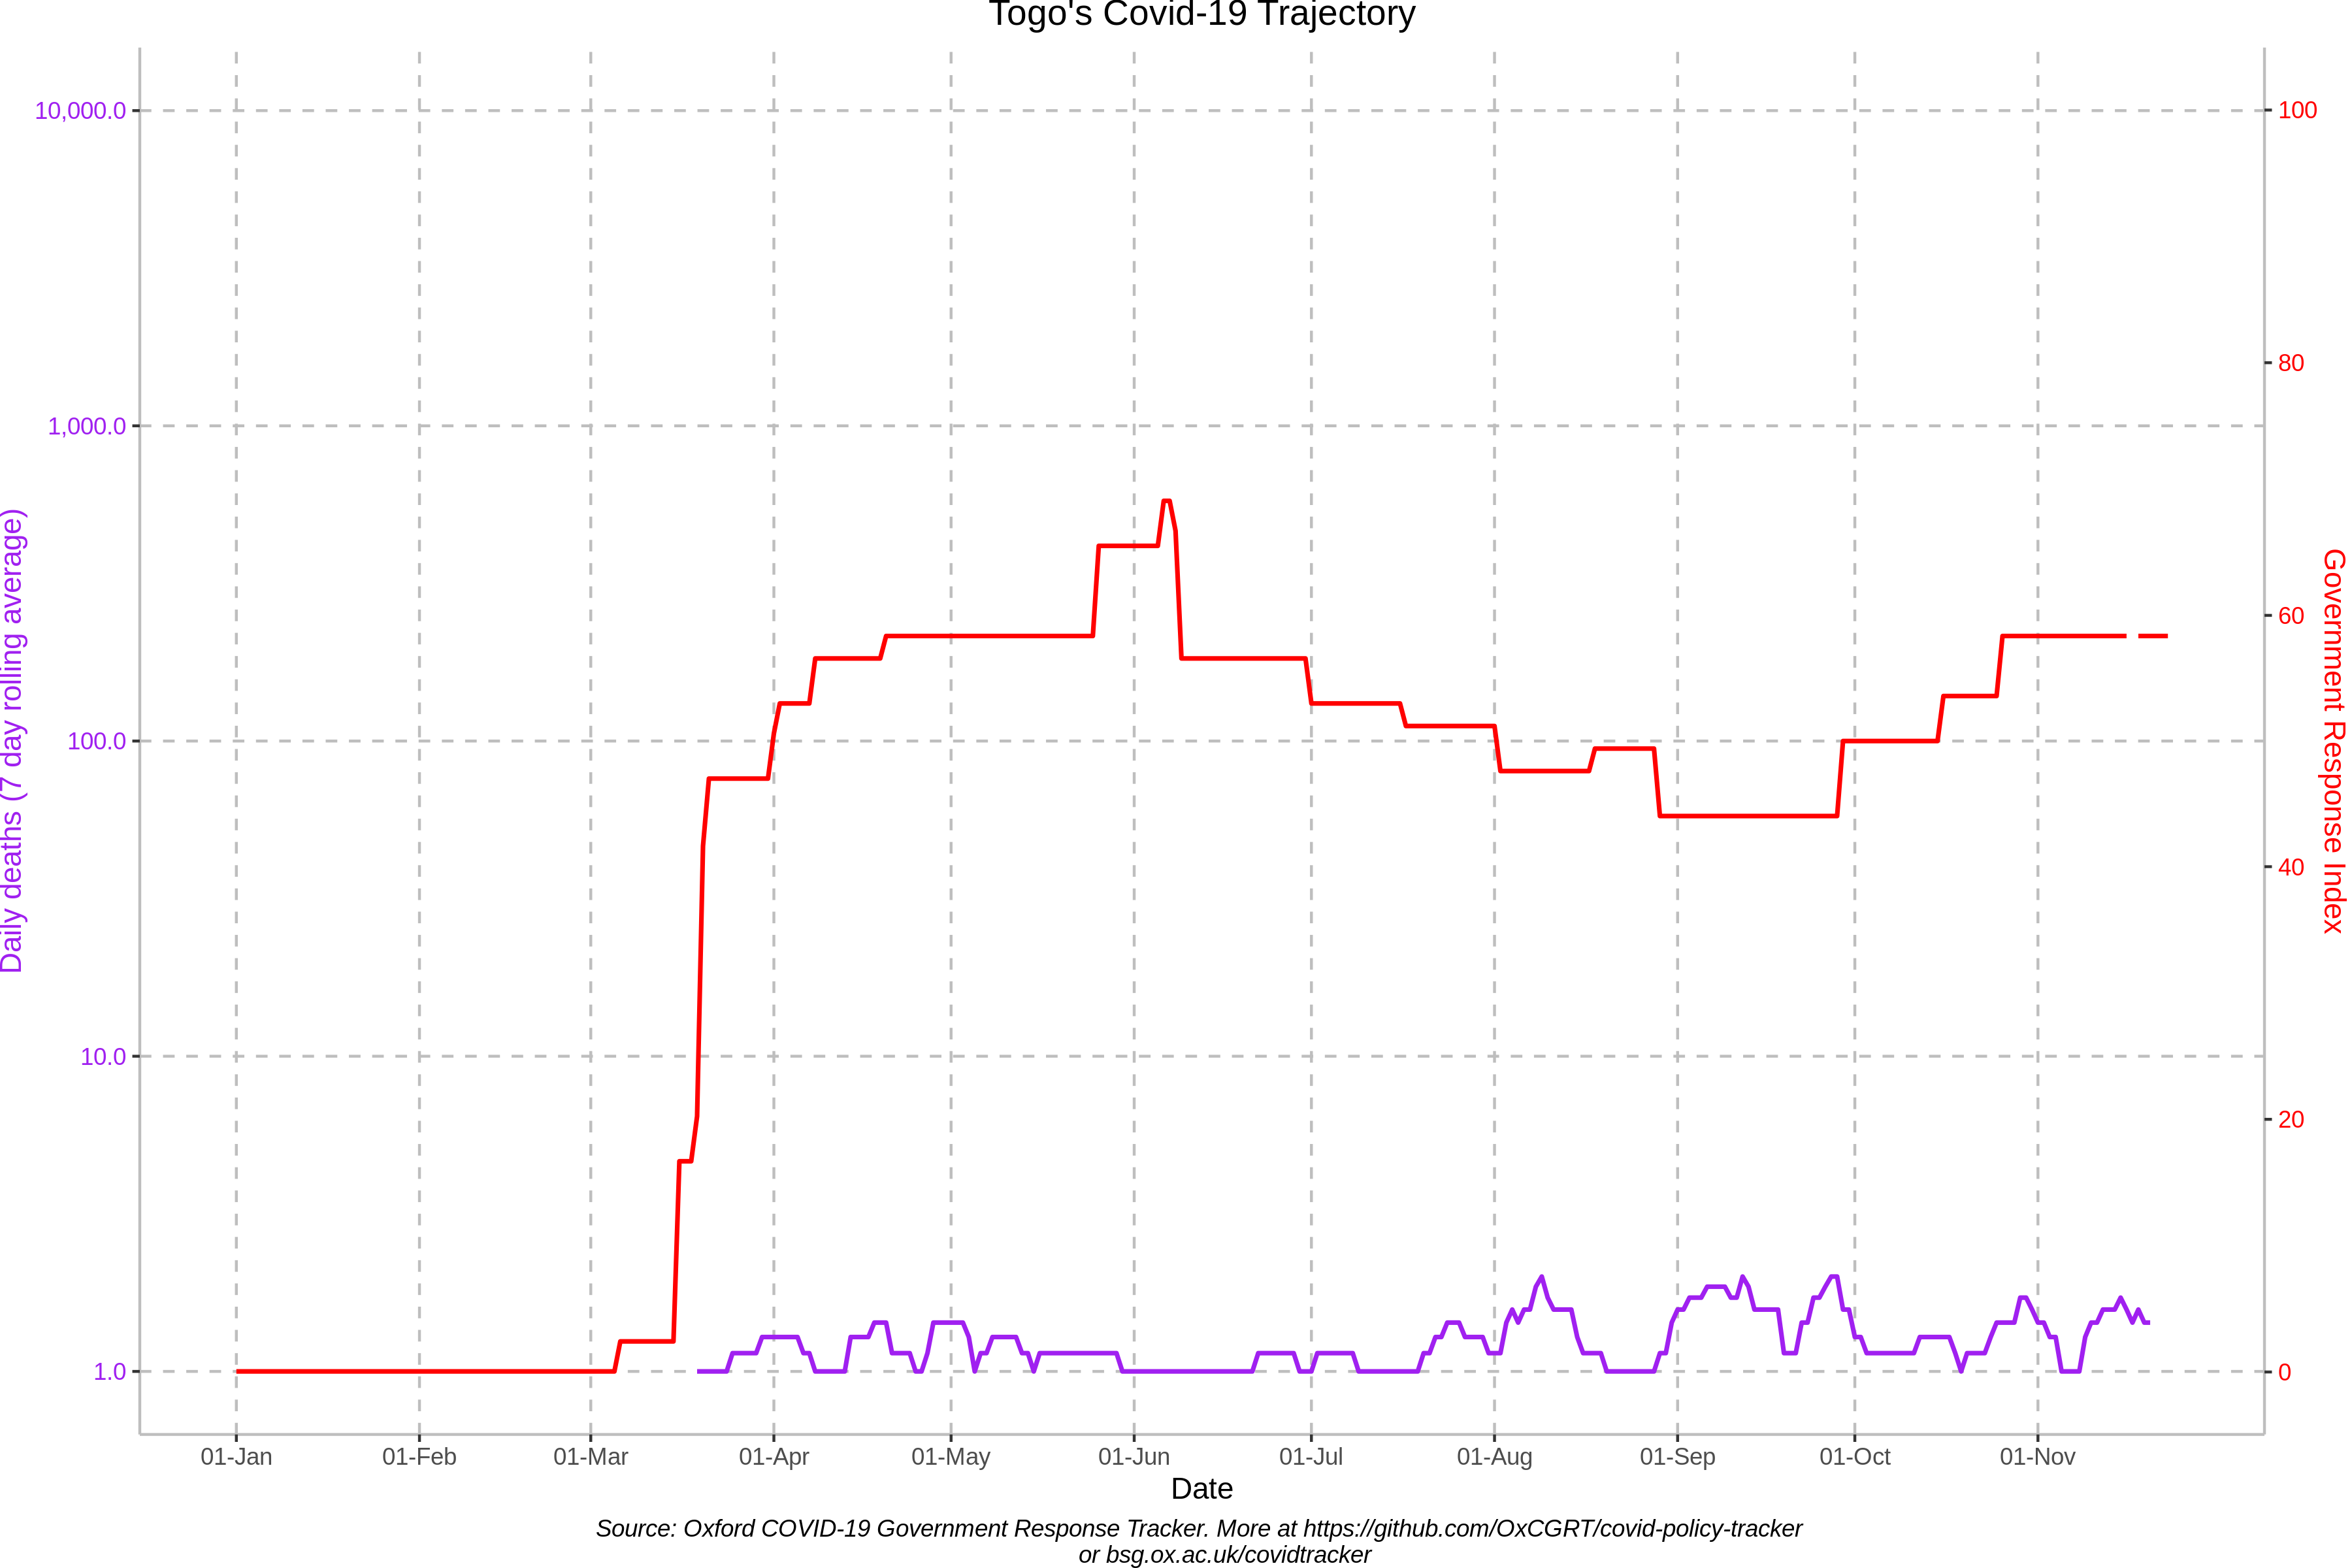 Togo's Covid-19 Trajectory
10,000.0
1,000.0
100.0
10.0
1.0
Daily deaths (7 day rolling average)
100
80
60
40
20
0
Government Response Index
01-Jan 01-Feb 01-Mar 01-Apr 01-May 01-Jun 01-Jul 01-Aug 01-Sep 01-Oct 01-Nov
Date
Source: Oxford COVID-19 Government Response Tracker. More at https://github.com/OxCGRT/covid-policy-tracker
or bsg.ox.ac.uk/covidtracker